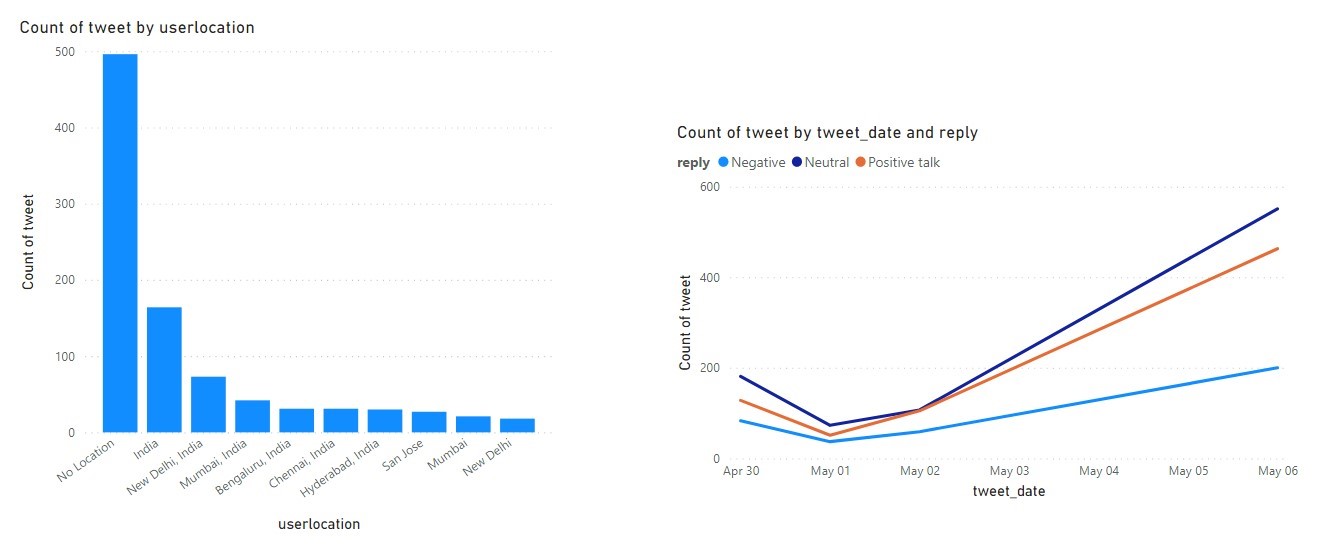 Count of tweet by userlocation
500
400
300
200
100
0
Count of tweet
No Location
India
New Delhi, India
Mumbai, India
Bengaluru, India
Chennai, India
Hyderabad, India
San Jose
Mumbai
New Delhi
userlocation
Count of tweet by tweet_date and reply
reply Negative Neutral Positive talk
600
400
200
0
Count of tweet
Apr 30 May 01 May 02 May 03 May 04 May 05 May 06
tweet_date